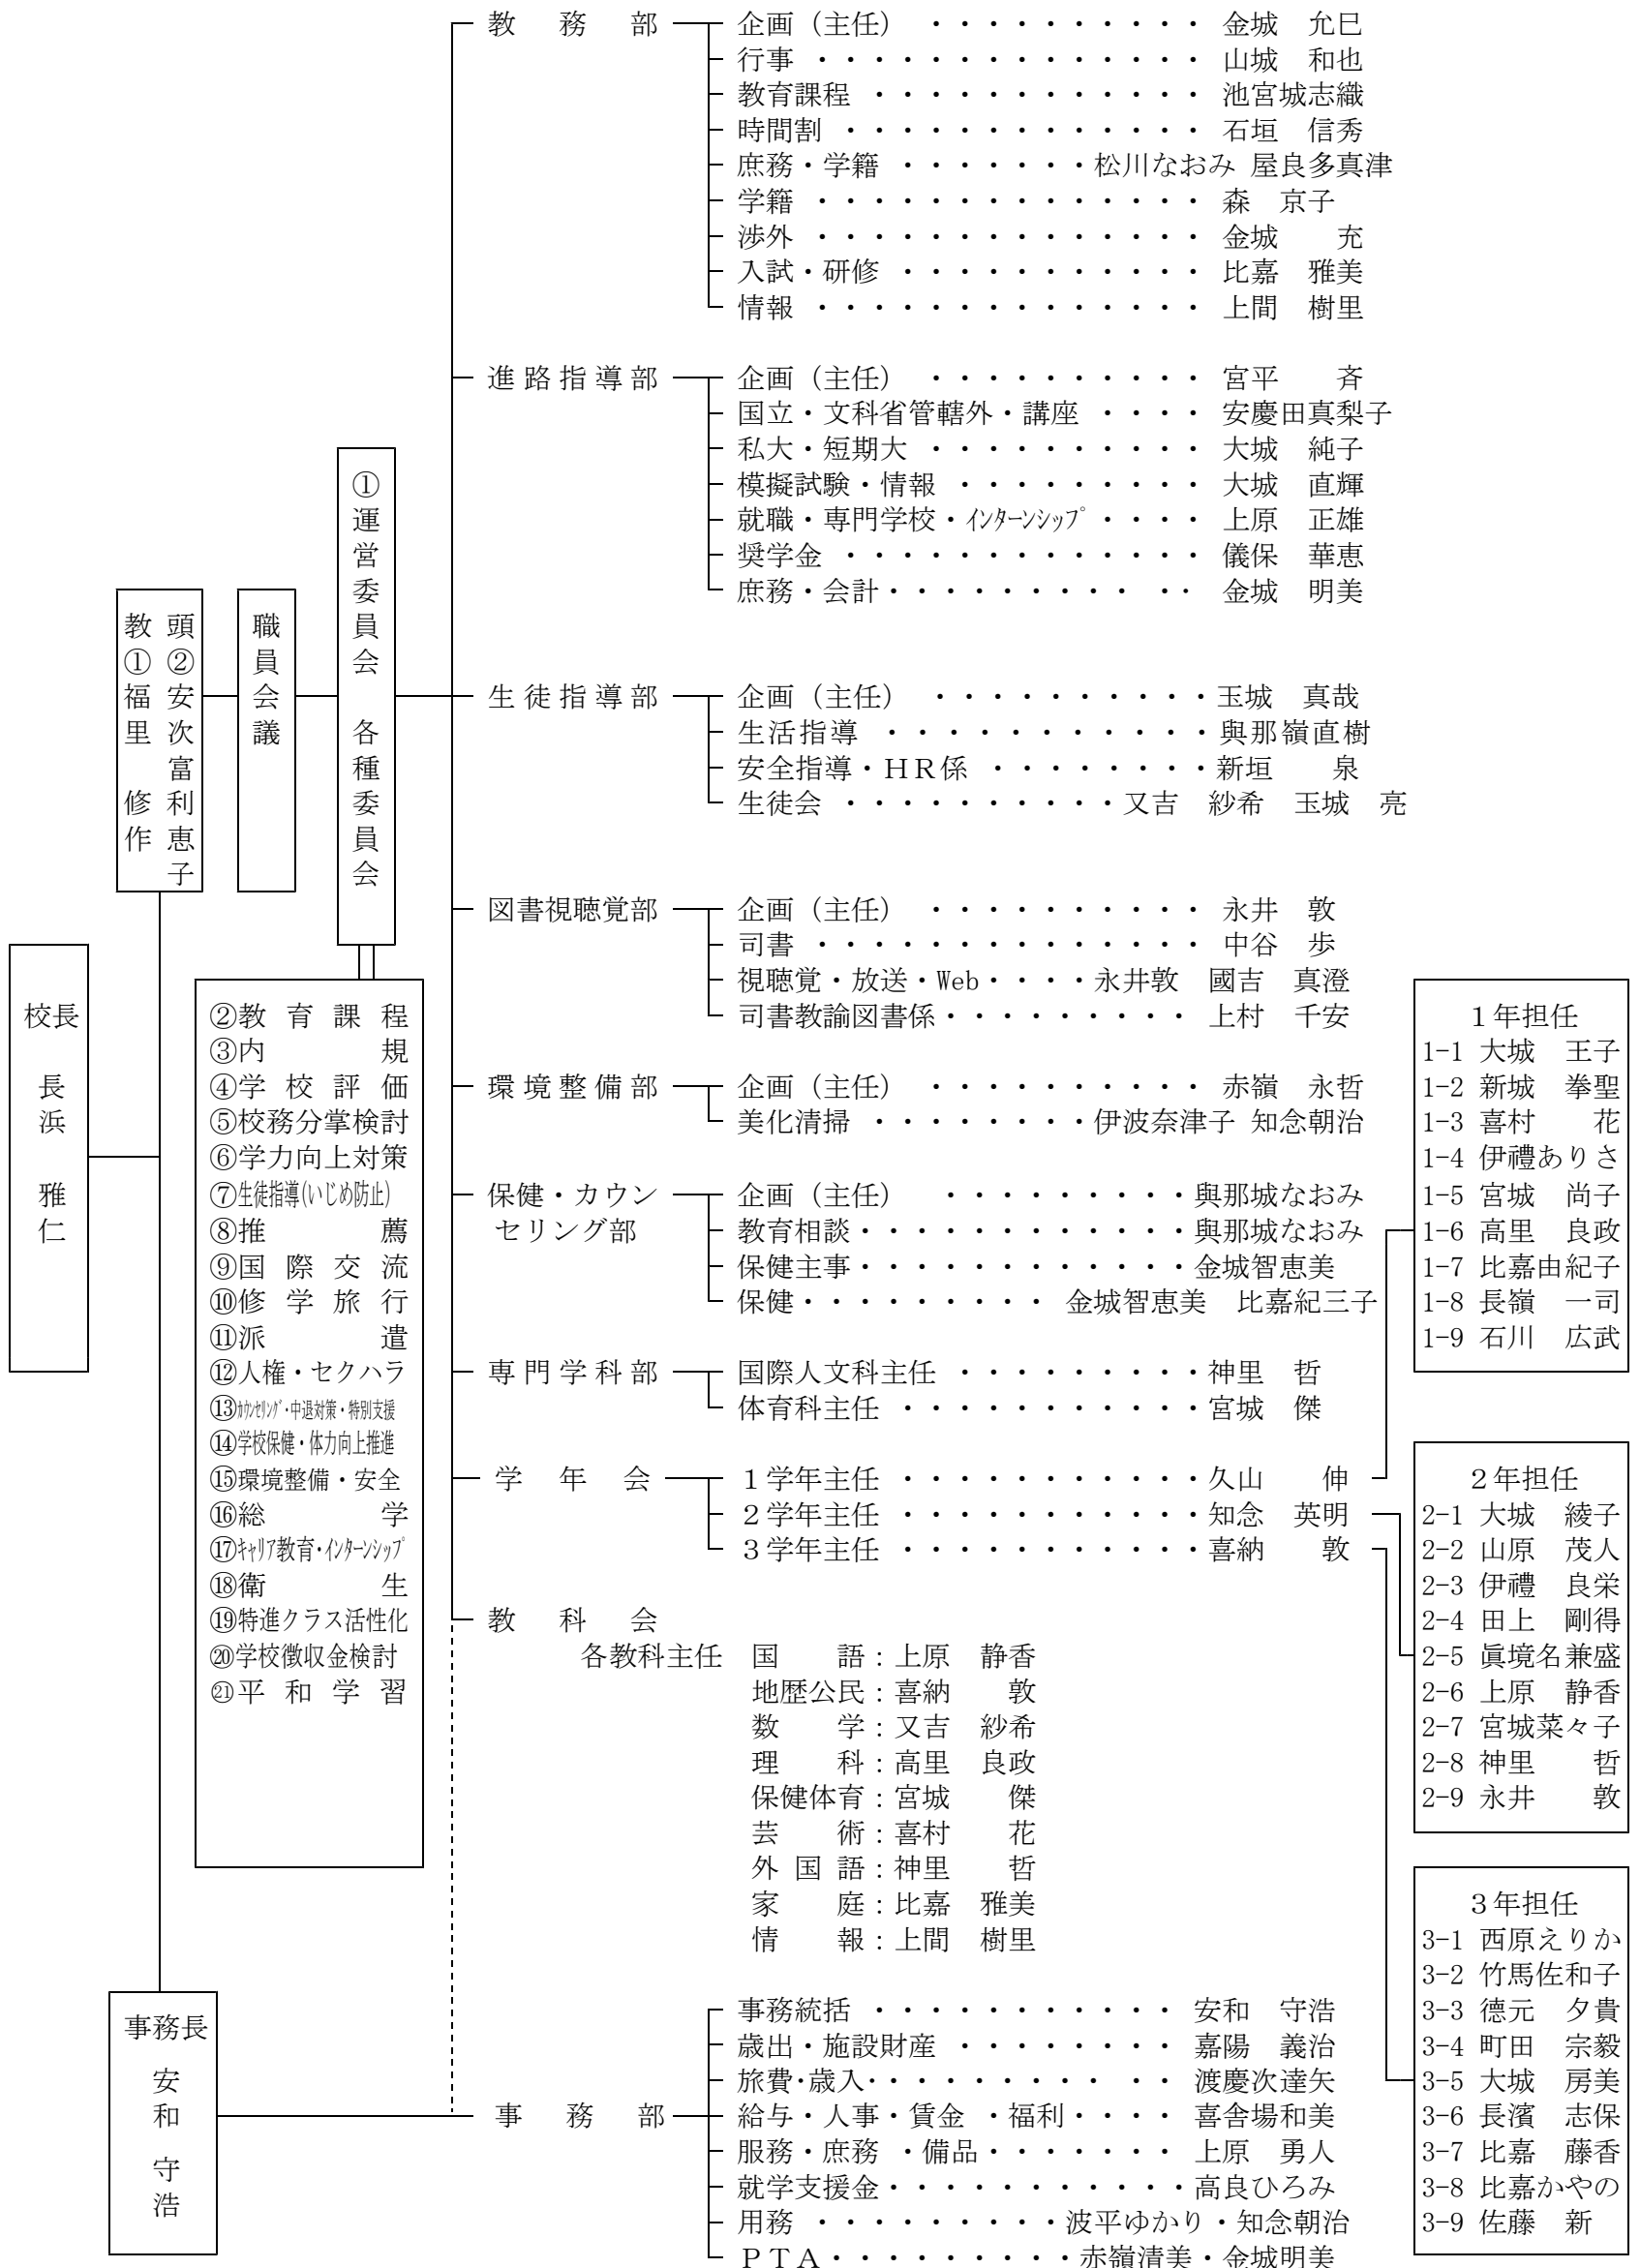 校長　長浜　雅仁
教頭
①福里　修作
②安次富利恵子
職員会議
①運営委員会　各種委員会
②教育課程
③内規
④学校評価
⑤校務分掌検討
⑥学力向上対策
⑦生徒指導(いじめ防止)
⑧推薦
⑨国際交流
⑩修学旅行
⑪派遣
⑫人権・セクハラ
⑬ｶｳﾝｾﾘﾝｸﾞ・中退対策・特別支援
⑭学校保健・体力向上推進
⑮環境整備・安全
⑯総学
⑰ｷｬﾘｱ教育・ｲﾝﾀｰﾝｼｯﾌﾟ
⑱衛生
⑲特進クラス活性化
⑳学校徴収金検討
㉑平和学習
事務長　安和　守浩
教務部
企画（主任）・・・・・・・・・・金城　允巳
行事・・・・・・・・・・・・・・山城　和也
教育課程・・・・・・・・・・・・池宮城志織
時間割・・・・・・・・・・・・・石垣　信秀
庶務・学籍・・・・・・・松川なおみ 屋良多真津
学籍・・・・・・・・・・・・・・森　京子
渉外・・・・・・・・・・・・・・金城　　充
入試・研修・・・・・・・・・・・比嘉　雅美
情報・・・・・・・・・・・・・・上間　樹里
進路指導部
企画（主任）・・・・・・・・・・宮平　　斉
国立・文科省管轄外・講座・・・・安慶田真梨子
私大・短期大・・・・・・・・・・大城　純子
模擬試験・情報・・・・・・・・・大城　直輝
就職・専門学校・ｲﾝﾀｰﾝｼｯﾌﾟ・・・・上原　正雄
奨学金・・・・・・・・・・・・・儀保　華恵
庶務・会計・・・・・・・・・・・金城　明美
生徒指導部
企画（主任）・・・・・・・・・・玉城　真哉
生活指導・・・・・・・・・・・・與那嶺直樹
安全指導・ＨＲ係・・・・・・・・新垣　　泉
生徒会・・・・・・・・・・又吉　紗希　玉城　亮
図書視聴覚部
企画（主任）・・・・・・・・・・永井　敦
司書・・・・・・・・・・・・・・中谷　歩
視聴覚・放送・Web・・・・永井敦　國吉　真澄
司書教諭図書係・・・・・・・・・上村　千安
環境整備部
企画（主任）・・・・・・・・・・赤嶺　永哲
美化清掃・・・・・・・・伊波奈津子 知念朝治
保健・カウン
セリング部
企画（主任）・・・・・・・・・與那城なおみ
教育相談・・・・・・・・・・・・與那城なおみ
保健主事・・・・・・・・・・・・・金城智恵美
保健・・・・・・・・・金城智恵美　比嘉紀三子
専門学科部
国際人文科主任・・・・・・・・・神里　哲
体育科主任・・・・・・・・・・・宮城　傑
学年会
１学年主任・・・・・・・・・・・久山　　伸
２学年主任・・・・・・・・・・・知念　英明
３学年主任・・・・・・・・・・・喜納　　敦
教科会
各教科主任　国語：上原　静香
地歴公民：喜納　　敦
数学：又吉　紗希
理科：高里　良政
保健体育：宮城　　傑
芸術：喜村　　花
外国語：神里　　哲
家庭：比嘉　雅美
情報：上間　樹里
事務部
事務統括・・・・・・・・・・・安和　守浩
歳出・施設財産・・・・・・・・嘉陽　義治
旅費・歳入・・・・・・・・・・・渡慶次達矢
給与・人事・賃金・福利・・・・喜舎場和美
服務・庶務・備品・・・・・・・上原　勇人
就学支援金・・・・・・・・・・・高良ひろみ
用務・・・・・・・・・波平ゆかり・知念朝治
ＰＴＡ・・・・・・・・・赤嶺清美・金城明美
１年担任
1-1 大城　王子
1-2 新城　拳聖
1-3 喜村　　花
1-4 伊禮ありさ
1-5 宮城　尚子
1-6 高里　良政
1-7 比嘉由紀子
1-8 長嶺　一司
1-9 石川　広武
２年担任
2-1 大城　綾子
2-2 山原　茂人
2-3 伊禮　良栄
2-4 田上　剛得
2-5 眞境名兼盛
2-6 上原　静香
2-7 宮城菜々子
2-8 神里　　哲
2-9 永井　　敦
３年担任
3-1 西原えりか
3-2 竹馬佐和子
3-3 德元　夕貴
3-4 町田　宗毅
3-5 大城　房美
3-6 長濱　志保
3-7 比嘉　藤香
3-8 比嘉かやの
3-9 佐藤　新